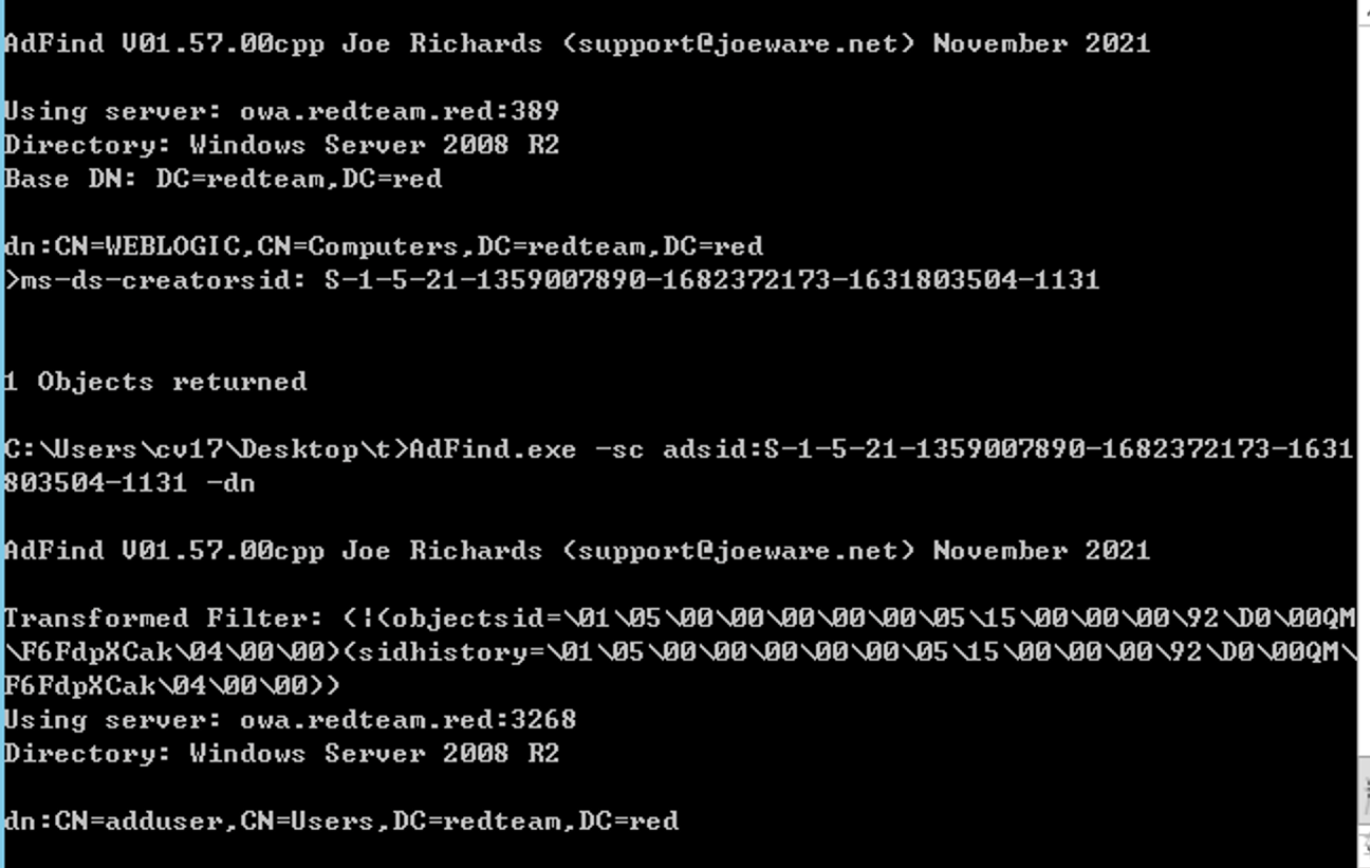 AdFind V01.57.00cpp Joe Richards (support@joeware.net) November 2021
Using server: owa.redteam.red:389
Directory: Windows Server 2008 R2
Base DN: DC=redteam,DC=red
dn:CN=WEBLOGIC,CN=Computers,DC=redteam,DC=red
>ms-ds-creatorsid: S-1-5-21-1359007890-1682372173-1631803504-1131
1 Objects returned
C:\Users\cv17\Desktop\t>AdFind.exe -sc adsid:S-1-5-21-1359007890-1682372173-1631
803504-1131 -dn
AdFind V01.57.00cpp Joe Richards (support@joeware.net) November 2021
Transformed Filter: (|(objectsid=\01\05\00\00\00\00\00\05\15\00\00\00\92\D0\00QM
\F6FdpXCak\04\00\00)(sidhistory=\01\05\00\00\00\00\00\05\15\00\00\00\92\D0\00QM\
F6FdpXCak\04\00\00))
Using server: owa.redteam.red:3268
Directory: Windows Server 2008 R2
dn:CN=adduser,CN=Users,DC=redteam,DC=red